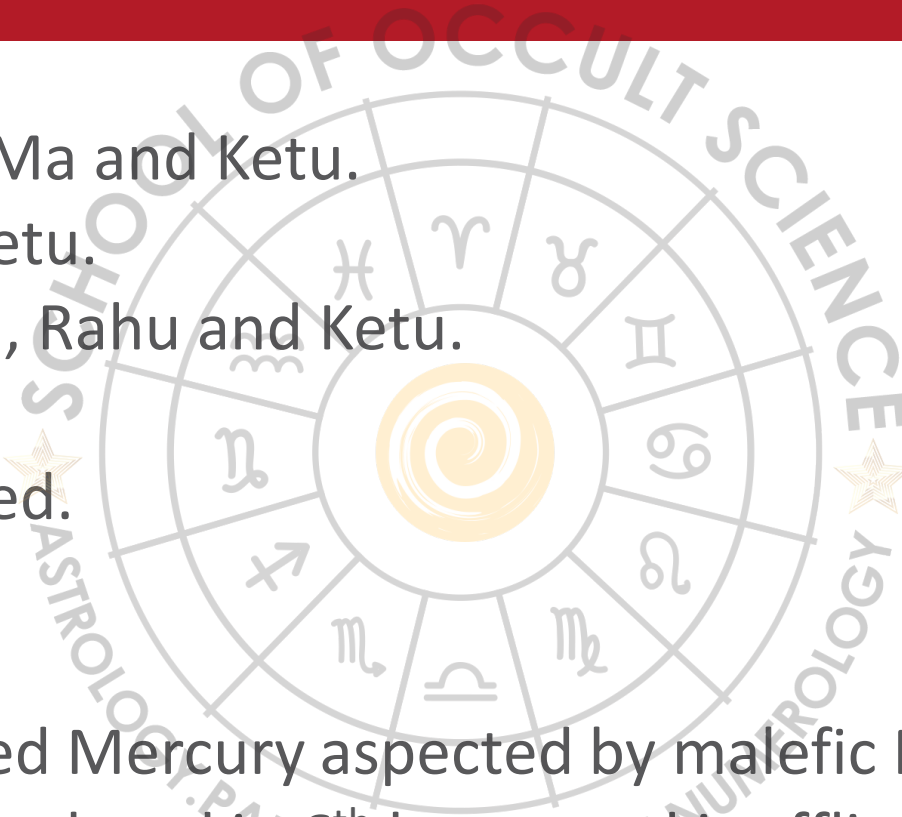 SCHOOL OF OCCULT SCIENCE
Ma and Ketu.
etu.
, Rahu and Ketu.
ed.
ed Mercury aspected by malefic
ASTROLOGY
NUMEROLOGY